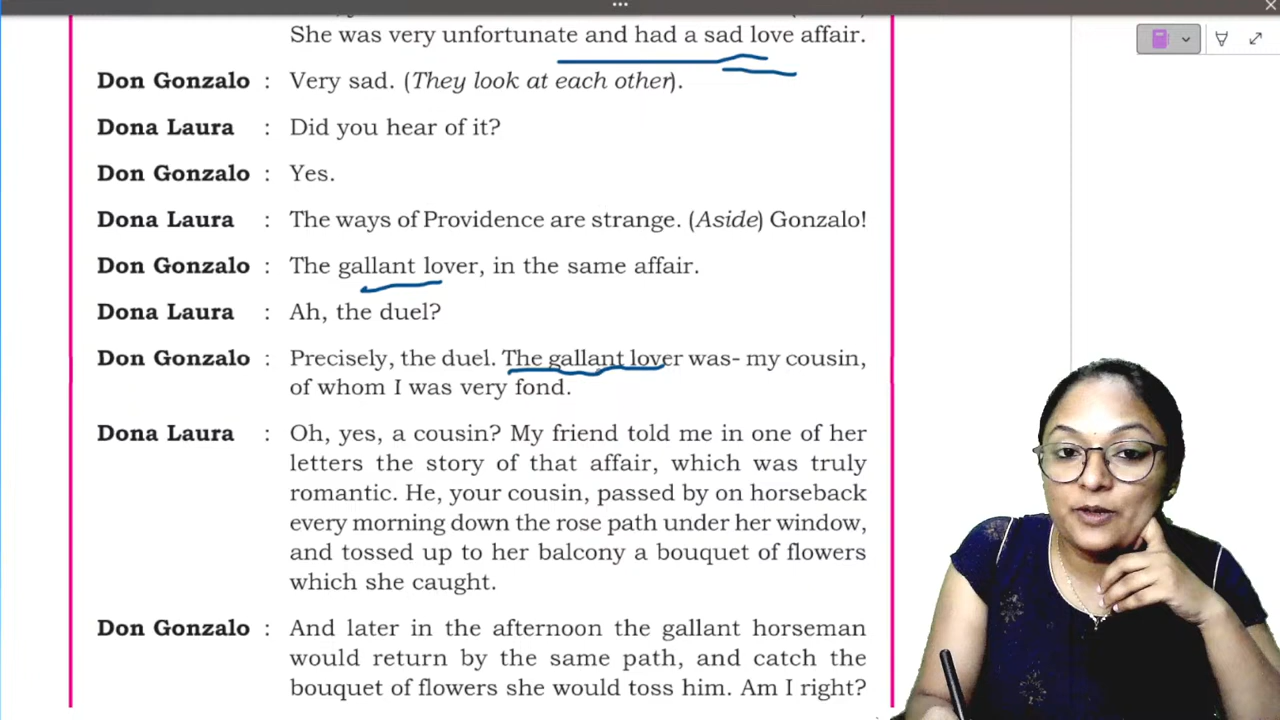 She was very unfortunate and had a sad love affair.
Don Gonzalo : Very sad. (They look at each other).
Dona Laura : Did you hear of it?
Don Gonzalo : Yes.
Dona Laura : The ways of Providence are strange. (Aside) Gonzalo!
Don Gonzalo : The gallant lover, in the same affair.
Dona Laura : Ah, the duel?
Don Gonzalo : Precisely, the duel. The gallant lover was- my cousin,
of whom I was very fond.
Dona Laura : Oh, yes, a cousin? My friend told me in one of her
letters the story of that affair, which was truly
romantic. He, your cousin, passed by on horseback
every morning down the rose path under her window,
and tossed up to her balcony a bouquet of flowers
which she caught.
Don Gonzalo : And later in the afternoon the gallant horseman
would return by the same path, and catch the
bouquet of flowers she would toss him. Am I right?